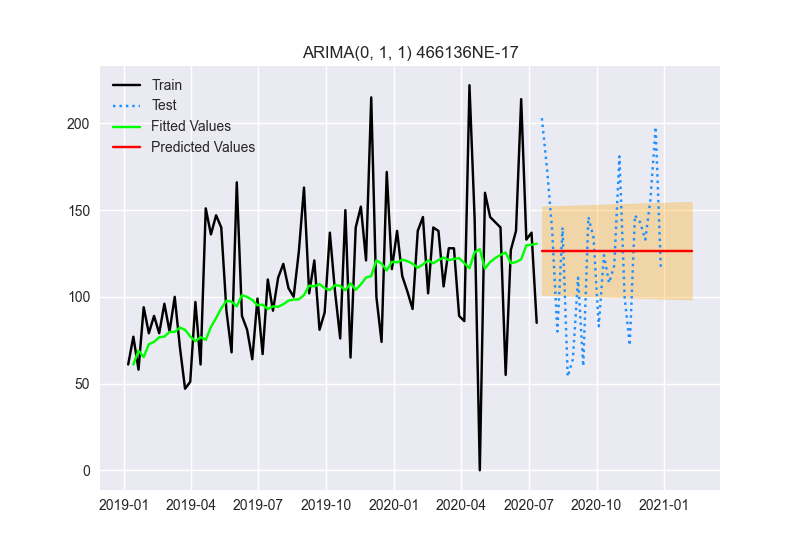 ARIMA(0, 1, 1) 466136NE-17
Train
Test
Fitted Values
Predicted Values
200
150
100
50
0
2019-01 2019-04 2019-07 2019-10 2020-01 2020-04 2020-07 2020-10 2021-01